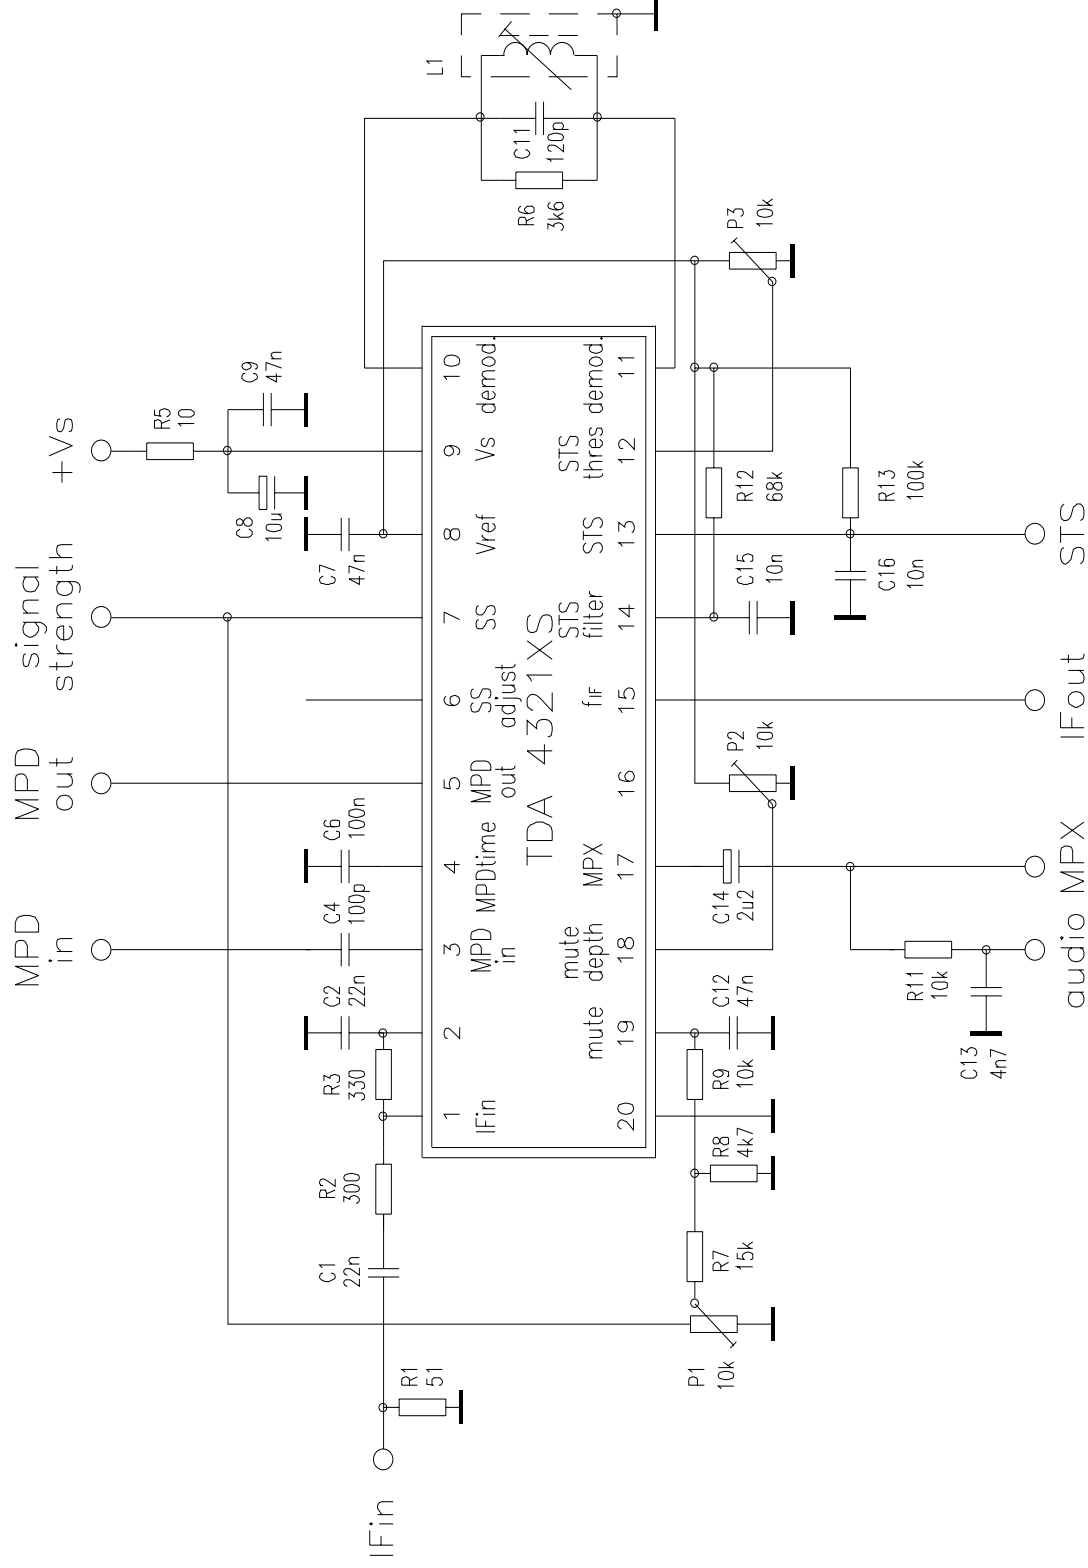 MPD
in
MPD
out
signal
strength
+Vs
R5
10
C9
47n
C8
10u
C7
47n
C6
100n
C4
100p
C2
22n
R3
330
R2
300
C1
22n
R1
51
IFin
L1
C11
120p
R6
3k6
1
2
3
4
5
6
7
8
9
10
IFin
MPD
in
MPDtime
MPD
out
SS
adjust
SS
Vref
Vs
demod.
TDA 4321XS
mute
mute
depth
MPX
fIF
STS
filter
STS
STS
thres
demod.
20
19
18
17
16
15
14
13
12
11
P1
10k
R7
15k
R8
4k7
R9
10k
C12
47n
C14
2u2
P2
10k
C15
10n
R12
68k
P3
10k
R13
100k
C16
10n
R11
10k
C13
4n7
audio
MPX
IFout
STS